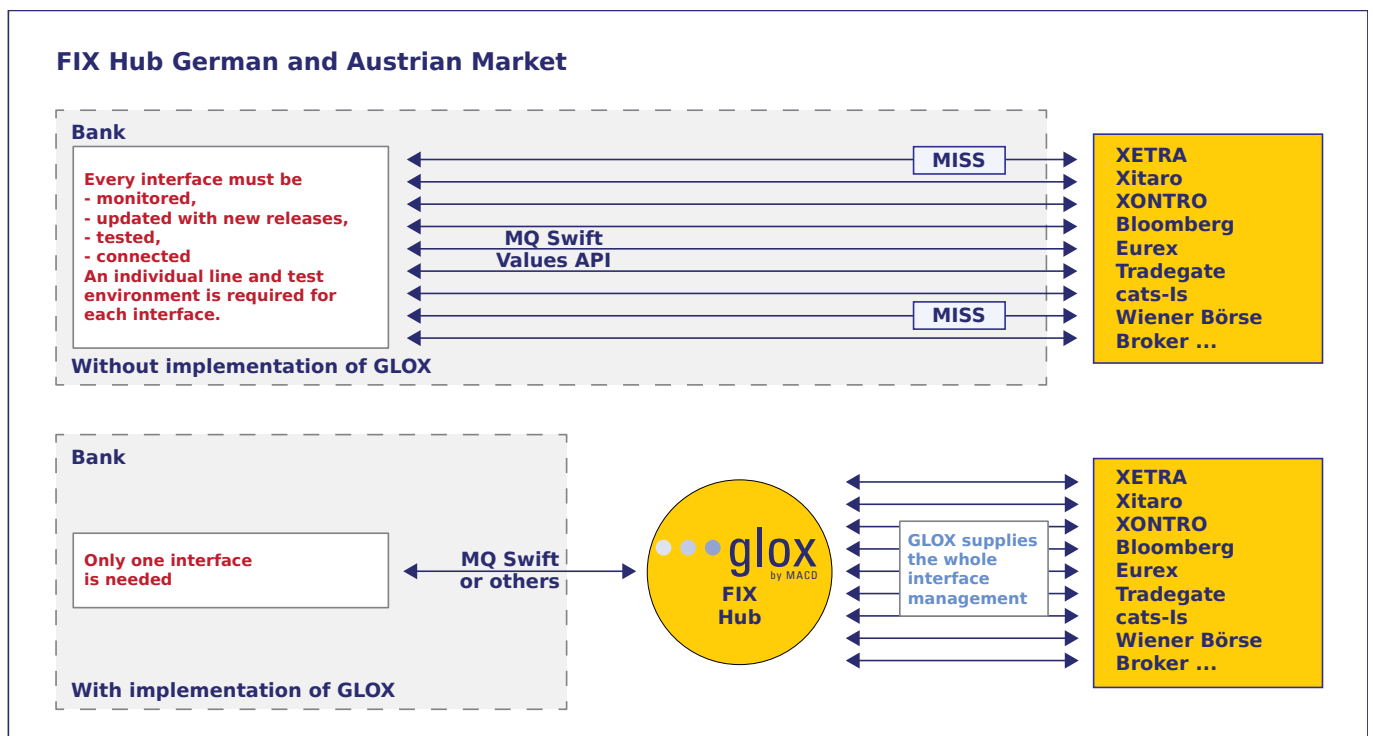 FIX Hub German and Austrian Market
Bank
Every interface must be
- monitored,
- updated with new releases,
- tested,
- connected
An individual line and test
environment is required for
each interface.
Without implementation of GLOX
MQ Swift
Values API
MISS
MISS
XETRA
Xitaro
XONTRO
Bloomberg
Eurex
Tradegate
cats-ls
Wiener Börse
Broker ...
Bank
Only one interface
is needed
With implementation of GLOX
MQ Swift
or others
glox
by MACD
FIX
Hub
GLOX supplies
the whole
interface
management
XETRA
Xitaro
XONTRO
Bloomberg
Eurex
Tradegate
cats-ls
Wiener Börse
Broker ...